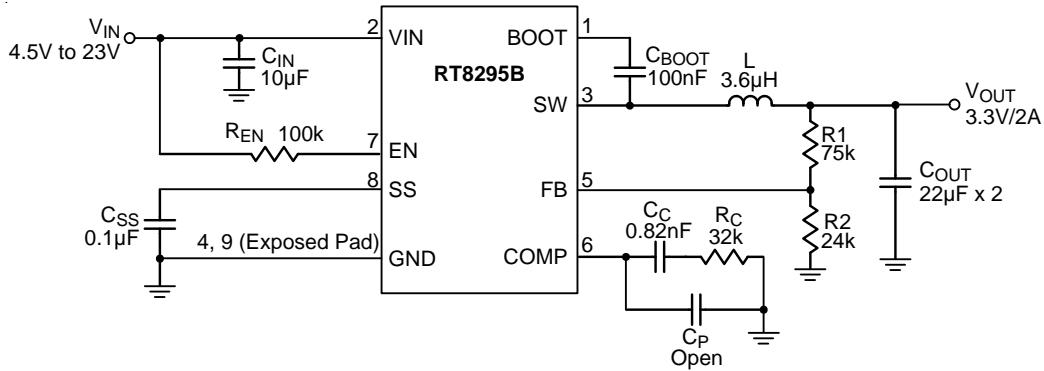 VIN
4.5V to 23V
CIN
10µF
REN 100k
CSS
0.1µF
4, 9 (Exposed Pad)
2
VIN
7
EN
8
SS
GND
RT8295B
BOOT
1
SW
3
FB
5
COMP
6
CBOOT
100nF
L
3.6µH
VOUT
3.3V/2A
R1
75k
COUT
22µF x 2
R2
24k
CC
0.82nF
RC
32k
CP
Open